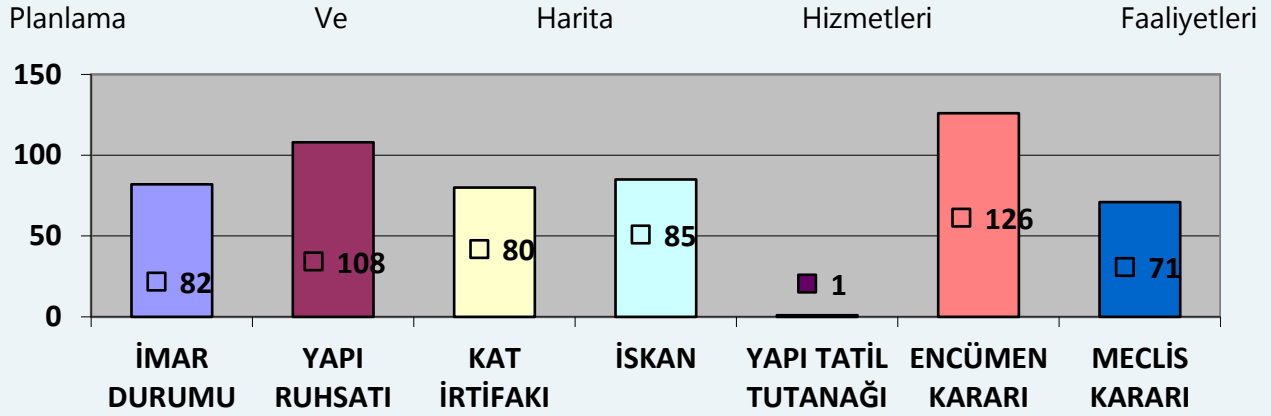 Planlama Ve Harita Hizmetleri Faaliyetleri
150
100
50
0
82
108
80
85
1
126
71
İMAR DURUMU
YAPI RUHSATI
KAT İRTİFAKI
İSKAN
YAPI TATİL TUTANAĞI
ENCÜMEN KARARI
MECLİS KARARI